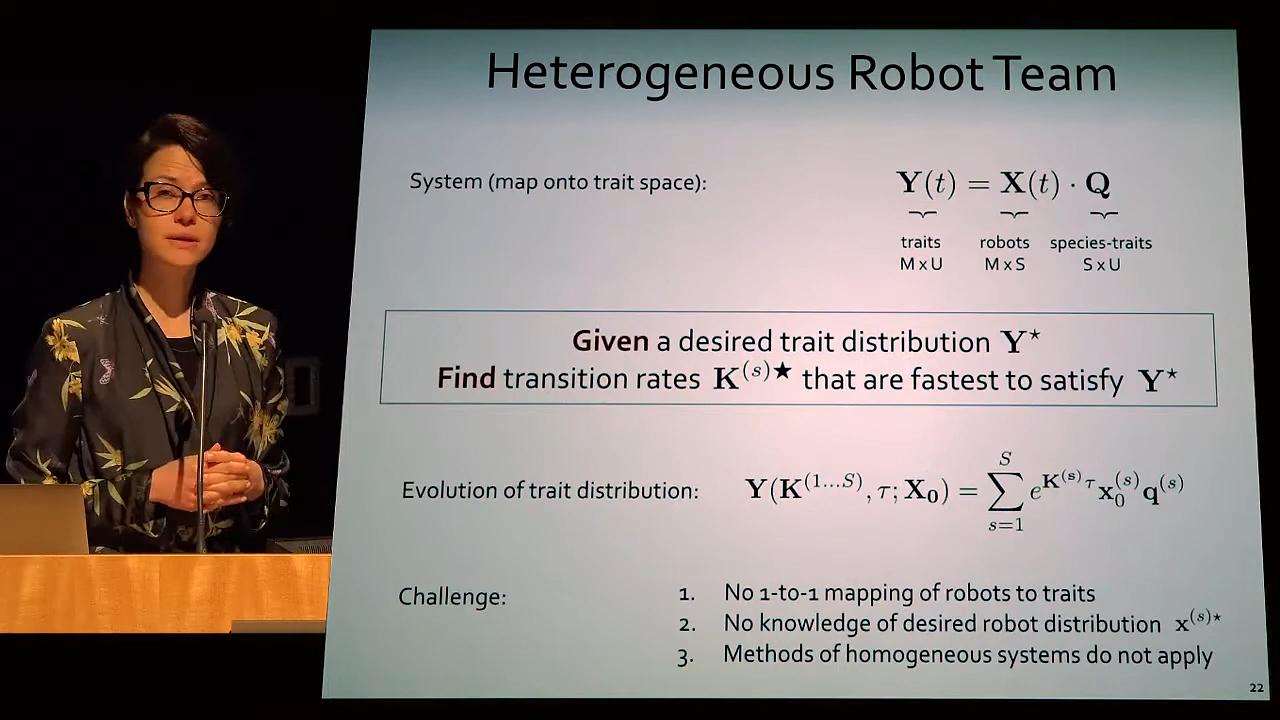 Heterogeneous Robot Team
System (map onto trait space): Y(t) = X(t) · Q
traits robots species-traits
M x U M x S S x U
Given a desired trait distribution Y⋆
Find transition rates K^(s)★ that are fastest to satisfy Y⋆
Evolution of trait distribution: Y(K^(1...S), τ; X₀) = ∑_{s=1}^{S} e^{K^(s) τ} x₀^(s) q^(s)
Challenge: 1. No 1-to-1 mapping of robots to traits
2. No knowledge of desired robot distribution x^(s)⋆
3. Methods of homogeneous systems do not apply
22